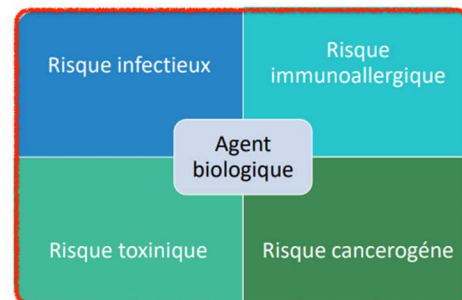 Risque infectieux
Risque
immunoallergique
Agent
biologique
Risque toxinique
Risque cancerogéne